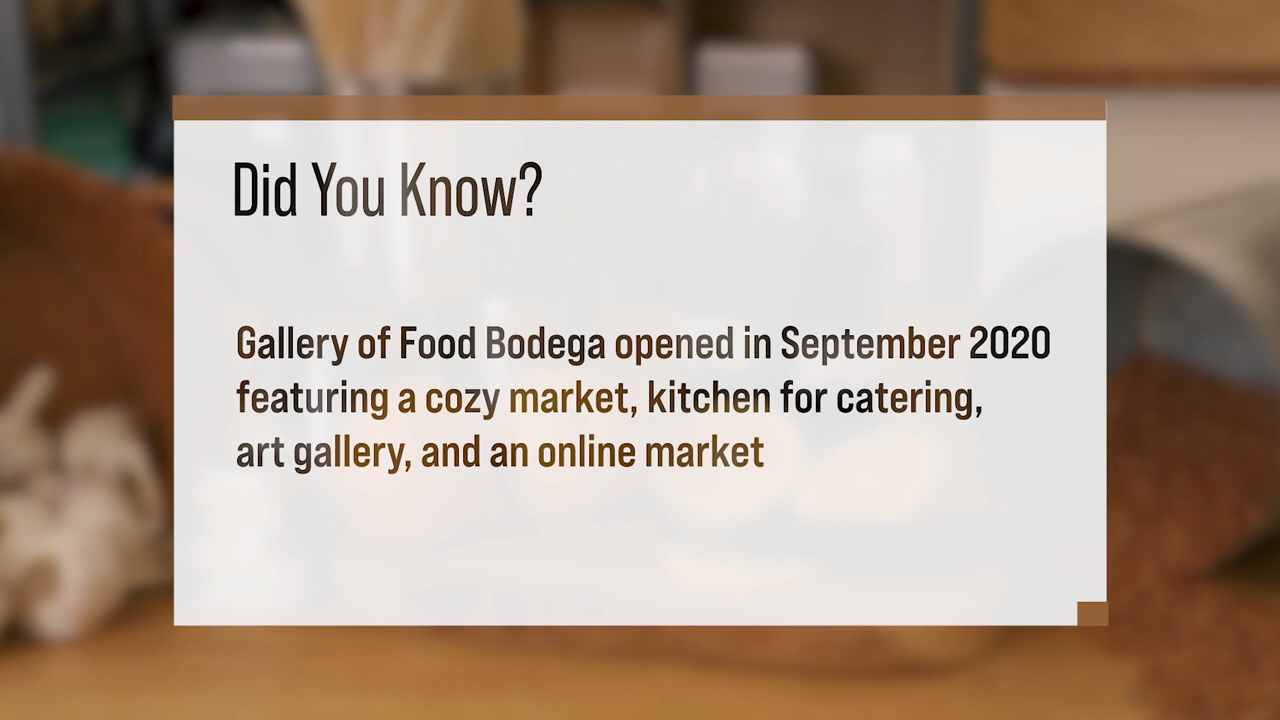 Did You Know?
Gallery of Food Bodega opened in September 2020
featuring a cozy market, kitchen for catering,
art gallery, and an online market